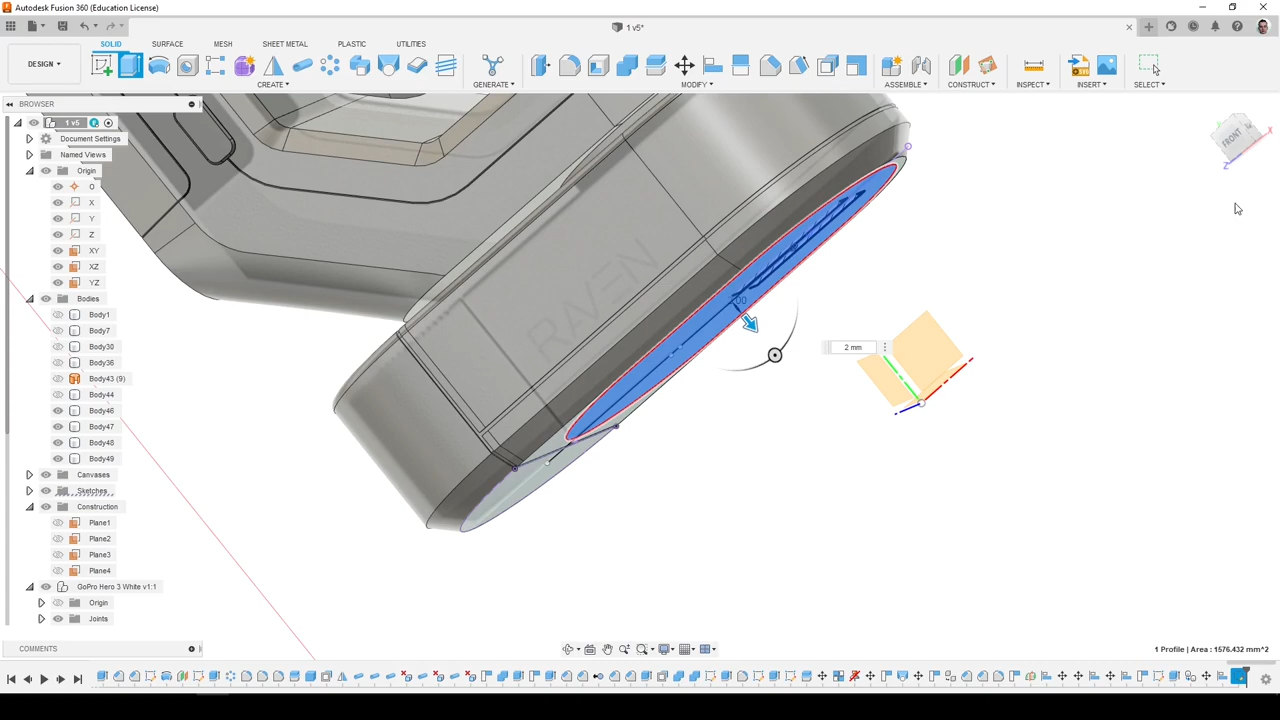 Autodesk Fusion 360 (Education License)
1 v5*
SOLID SURFACE MESH SHEET METAL PLASTIC UTILITIES
DESIGN
CREATE GENERATE MODIFY ASSEMBLE CONSTRUCT INSPECT INSERT SELECT
BROWSER
1 v5
Document Settings
Named Views
Origin
O
X
Y
Z
XY
XZ
YZ
Bodies
Body1
Body7
Body30
Body36
Body43 (9)
Body44
Body46
Body47
Body48
Body49
Canvases
Sketches
Construction
Plane1
Plane2
Plane3
Plane4
GoPro Hero 3 White v1:1
Origin
Joints
RAVEN
2 mm
FRONT
X
Z
COMMENTS
1 Profile | Area : 1576.432 mm^2